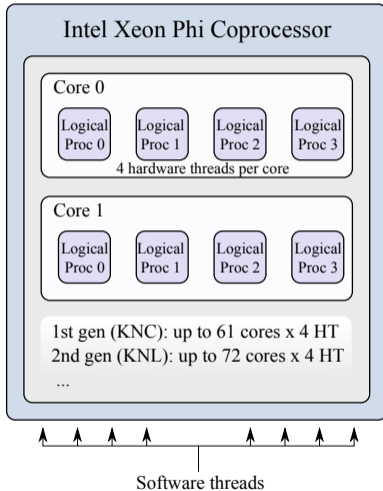 Intel Xeon Phi Coprocessor
Core 0
Logical Proc 0
Logical Proc 1
Logical Proc 2
Logical Proc 3
4 hardware threads per core
Core 1
Logical Proc 0
Logical Proc 1
Logical Proc 2
Logical Proc 3
1st gen (KNC): up to 61 cores x 4 HT
2nd gen (KNL): up to 72 cores x 4 HT
...
Software threads